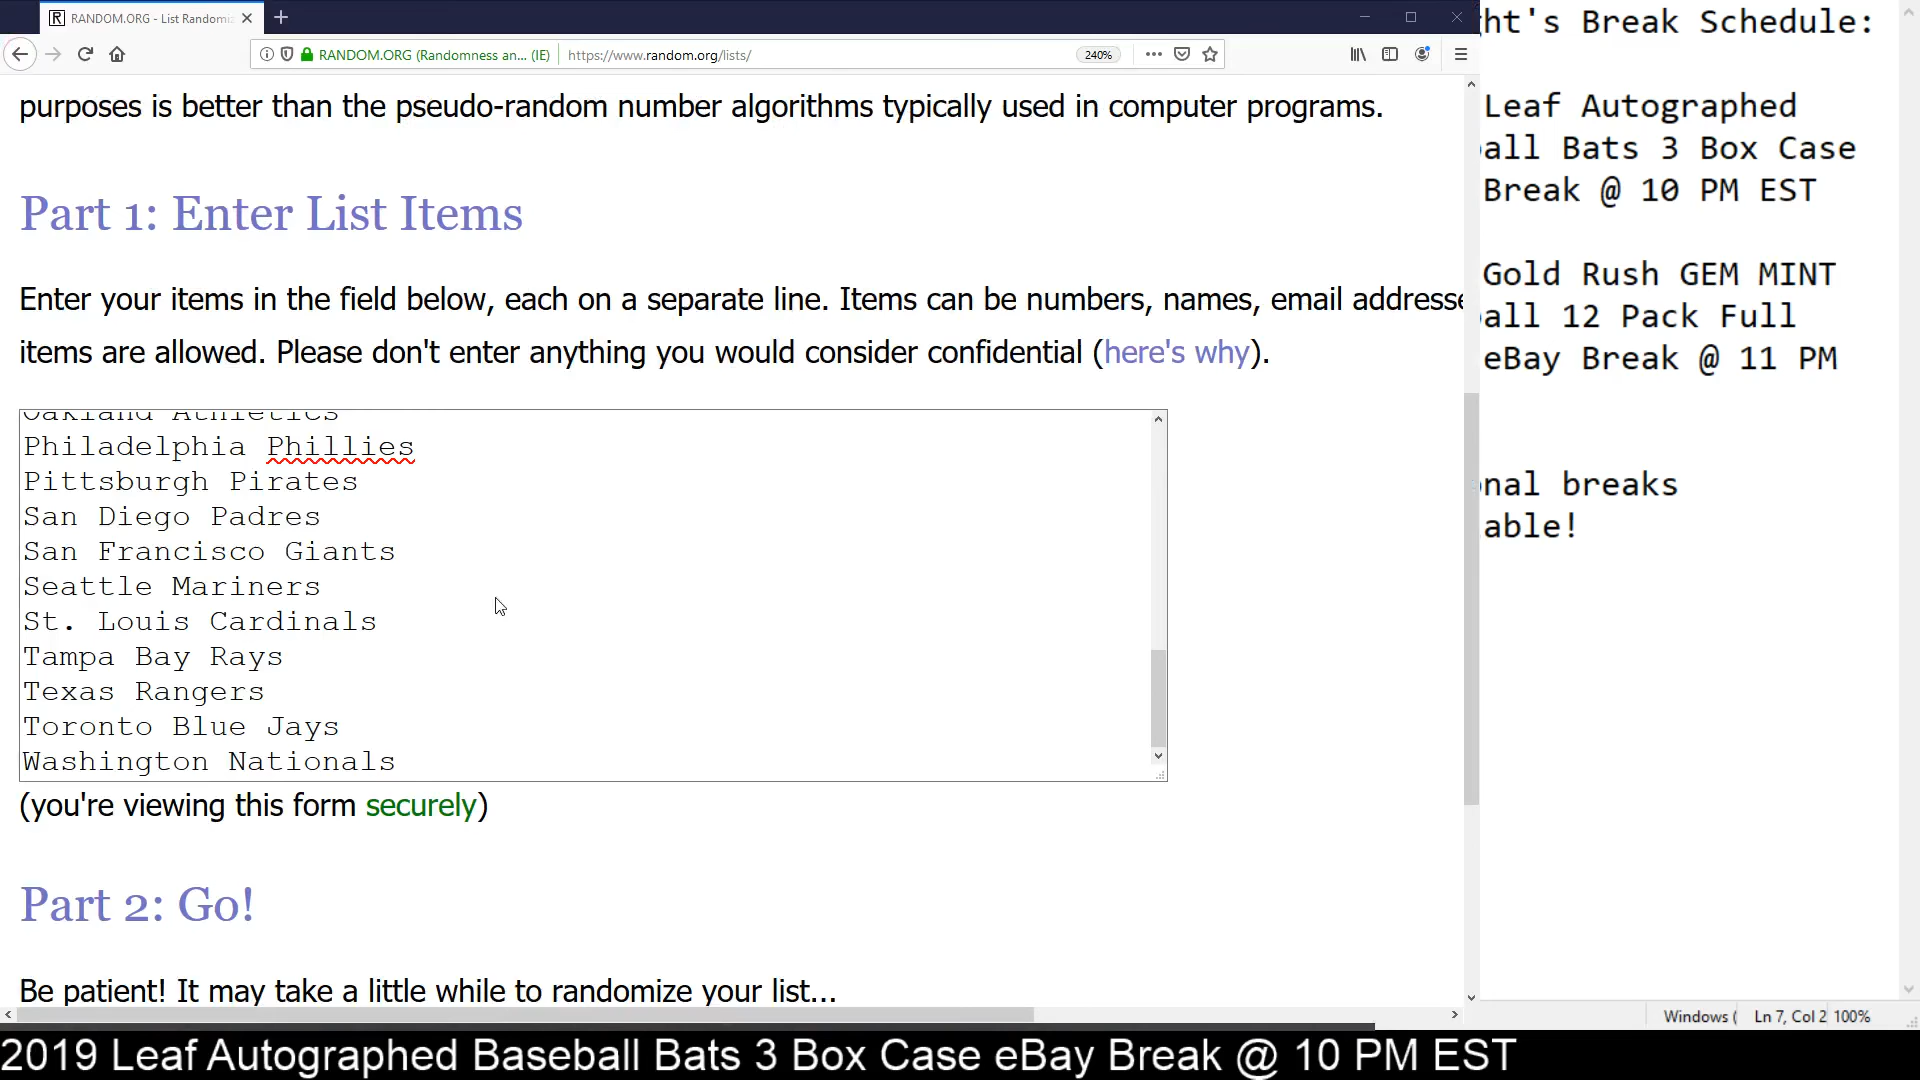 RANDOM.ORG - List Randomi
RANDOM.ORG (Randomness an... (IE)
https://www.random.org/lists/
240%
purposes is better than the pseudo-random number algorithms typically used in computer programs.
Part 1: Enter List Items
Enter your items in the field below, each on a separate line. Items can be numbers, names, email addresse
items are allowed. Please don't enter anything you would consider confidential (here's why).
Oakland Athletics
Philadelphia Phillies
Pittsburgh Pirates
San Diego Padres
San Francisco Giants
Seattle Mariners
St. Louis Cardinals
Tampa Bay Rays
Texas Rangers
Toronto Blue Jays
Washington Nationals
(you're viewing this form securely)
Part 2: Go!
Be patient! It may take a little while to randomize your list...
ht's Break Schedule:
Leaf Autographed
all Bats 3 Box Case
Break @ 10 PM EST
Gold Rush GEM MINT
all 12 Pack Full
eBay Break @ 11 PM
nal breaks
able!
Windows (
Ln 7, Col 2
100%
2019 Leaf Autographed Baseball Bats 3 Box Case eBay Break @ 10 PM EST